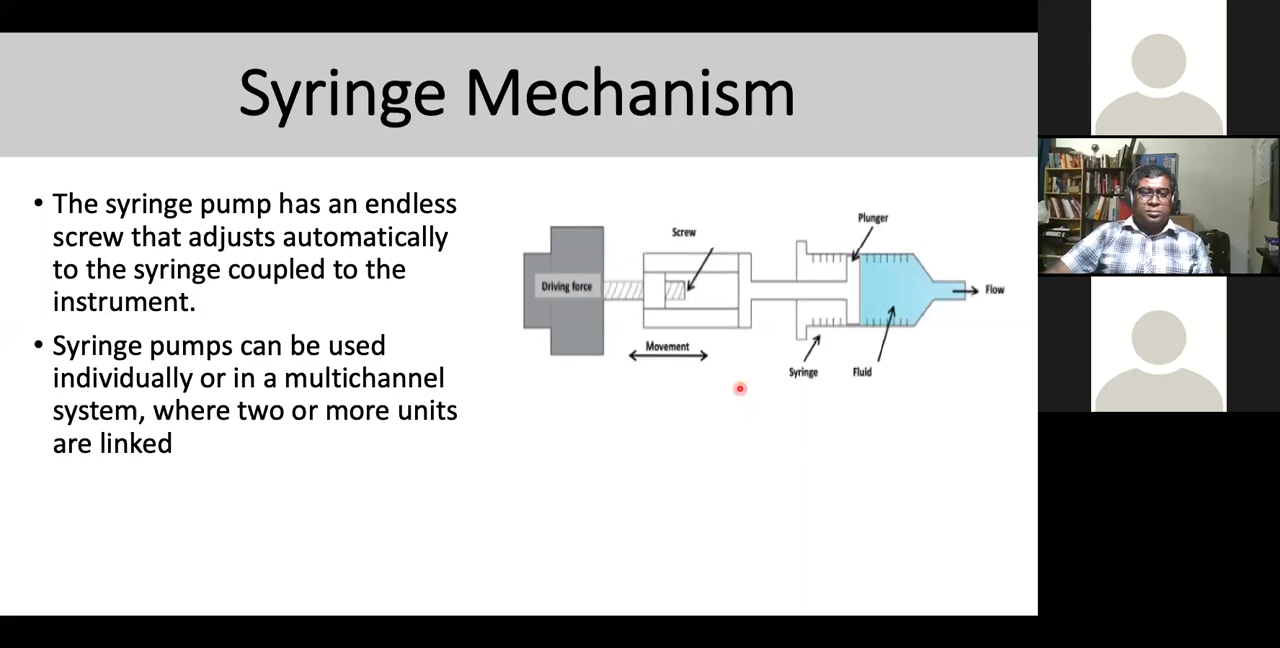 Syringe Mechanism
• The syringe pump has an endless
screw that adjusts automatically
to the syringe coupled to the
instrument.
• Syringe pumps can be used
individually or in a multichannel
system, where two or more units
are linked
Plunger
Screw
Driving force
Flow
Movement
Syringe
Fluid